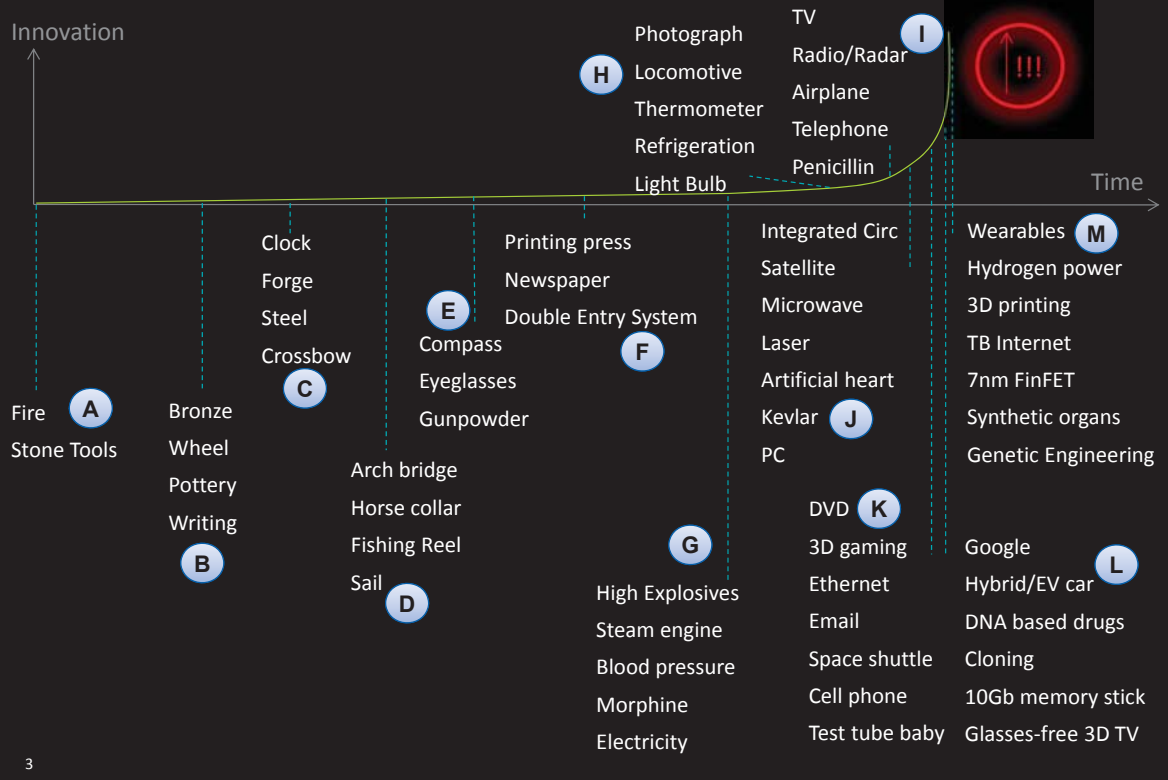 Innovation
Time
!!!
A
Fire
Stone Tools
B
Bronze
Wheel
Pottery
Writing
C
Clock
Forge
Steel
Crossbow
D
Arch bridge
Horse collar
Fishing Reel
Sail
E
Compass
Eyeglasses
Gunpowder
F
Printing press
Newspaper
Double Entry System
G
High Explosives
Steam engine
Blood pressure
Morphine
Electricity
H
Photograph
Locomotive
Thermometer
Refrigeration
Light Bulb
I
TV
Radio/Radar
Airplane
Telephone
Penicillin
J
Integrated Circ
Satellite
Microwave
Laser
Artificial heart
Kevlar
PC
K
DVD
3D gaming
Ethernet
Email
Space shuttle
Cell phone
Test tube baby
L
Google
Hybrid/EV car
DNA based drugs
Cloning
10Gb memory stick
Glasses-free 3D TV
M
Wearables
Hydrogen power
3D printing
TB Internet
7nm FinFET
Synthetic organs
Genetic Engineering
3